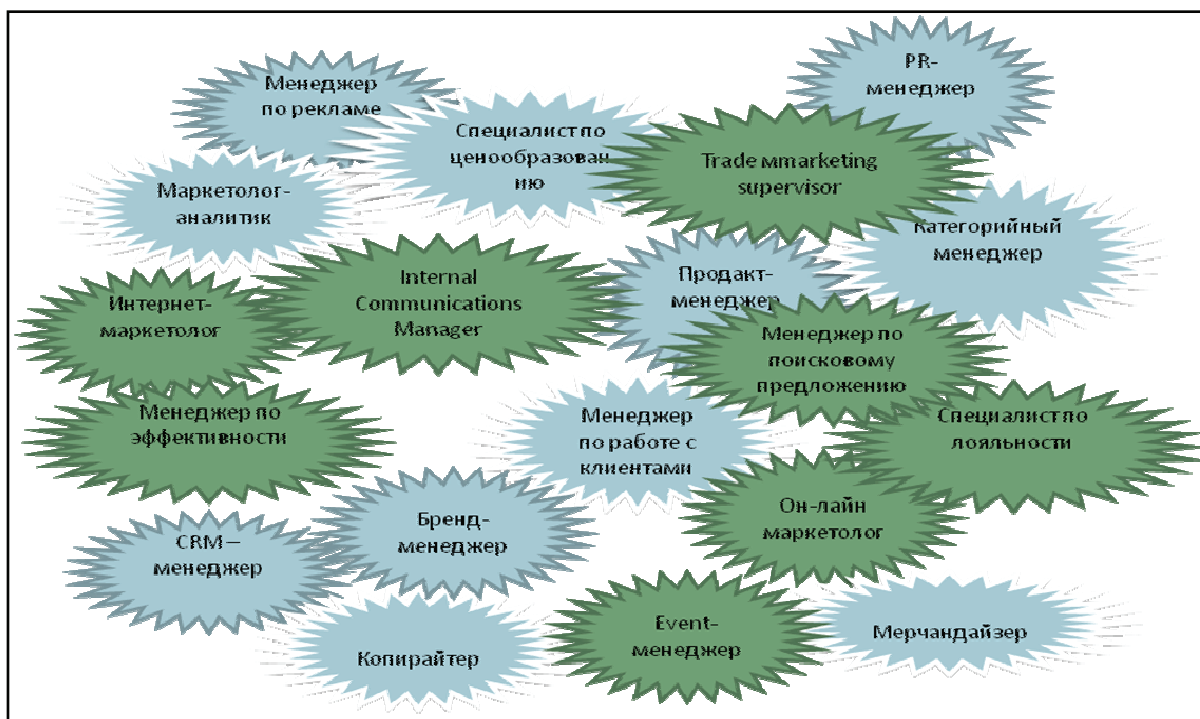 Менеджер
по рекламе
PR-
менеджер
Специалист по
ценообразован
ию
Trade мmarketing
supervisor
Маркетолог-
аналитик
Категорийный
менеджер
Internal
Communications
Manager
Продакт-
менеджер
Интернет-
маркетолог
Менеджер по
поисковому
предложению
Менеджер по
эффективности
Менеджер
по работе с
клиентами
Специалист по
лояльности
Он-лайн
маркетолог
Бренд-
менеджер
CRM –
менеджер
Event-
менеджер
Мерчандайзер
Копирайтер